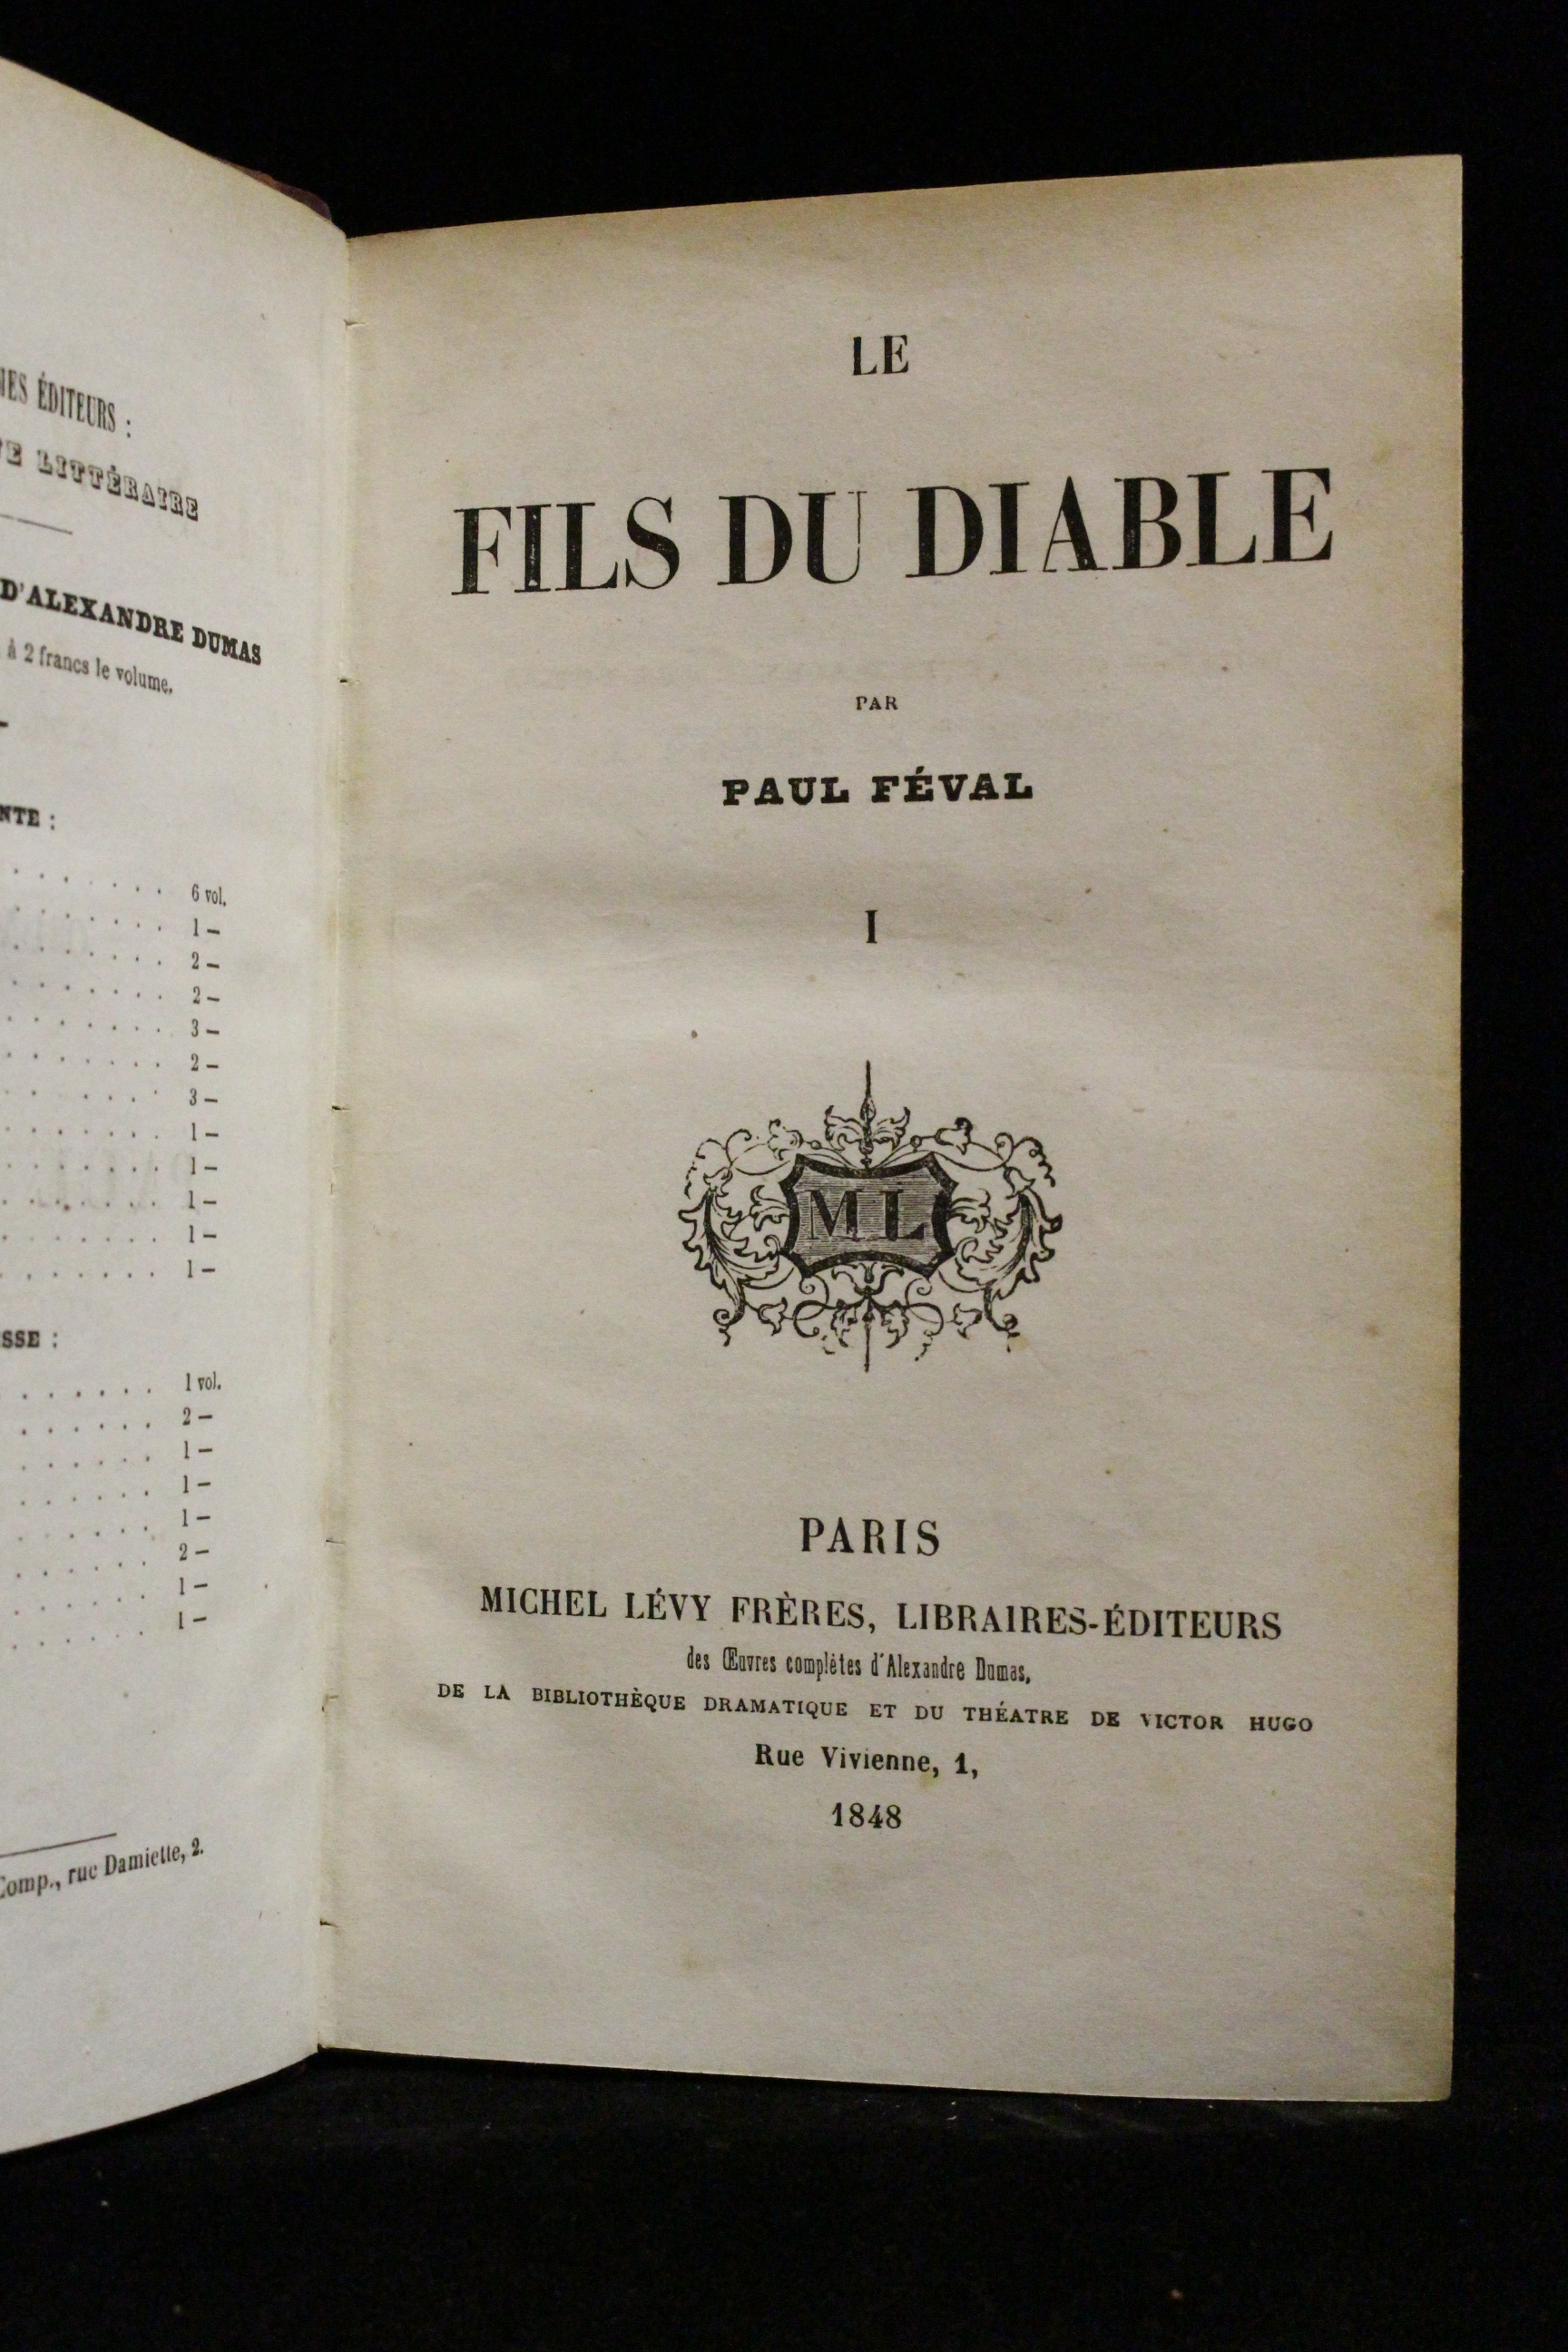 ÉDITEURS :
LITTÉRAIRE
D'ALEXANDRE DUMAS
à 2 francs le volume.
6 vol.
1 —
2 —
2 —
3 —
2 —
3 —
1 —
1 —
1 —
1 —
1 —
1 vol.
2 —
1 —
1 —
1 —
2 —
1 —
1 —
Comp., rue Damiette, 2.
LE
FILS DU DIABLE
PAR
PAUL FÉVAL
I
ML
PARIS
MICHEL LÉVY FRÈRES, LIBRAIRES-ÉDITEURS
des Œuvres complètes d'Alexandre Dumas,
DE LA BIBLIOTHÈQUE DRAMATIQUE ET DU THÉATRE DE VICTOR HUGO
Rue Vivienne, 1,
1848